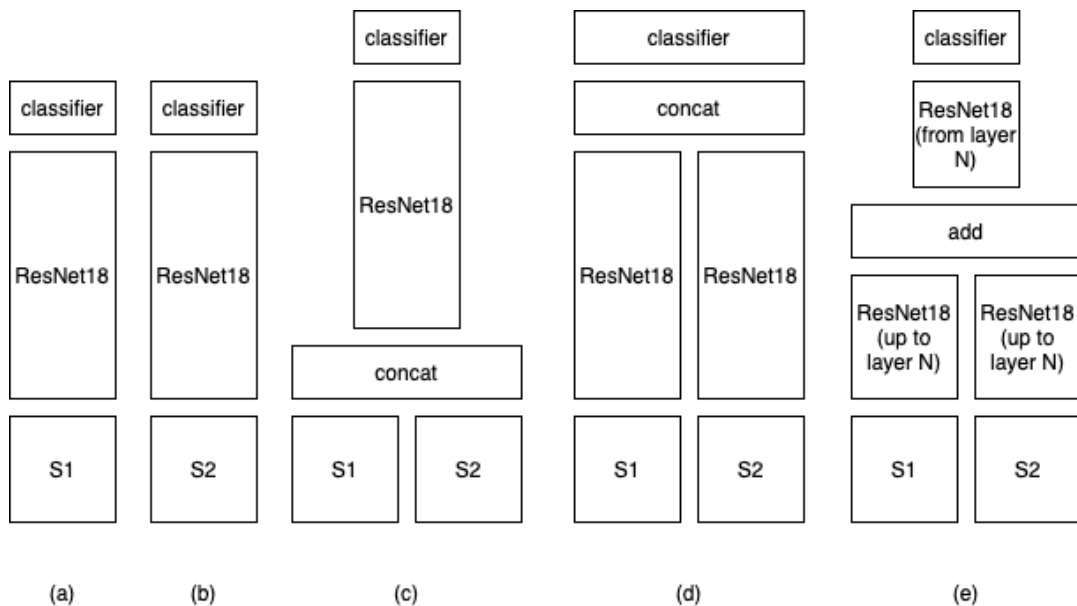 classifier
ResNet18
S1
(a)
classifier
ResNet18
S2
(b)
classifier
ResNet18
concat
S1
S2
(c)
classifier
concat
ResNet18
ResNet18
S1
S2
(d)
classifier
ResNet18
(from layer
N)
add
ResNet18
(up to
layer N)
ResNet18
(up to
layer N)
S1
S2
(e)